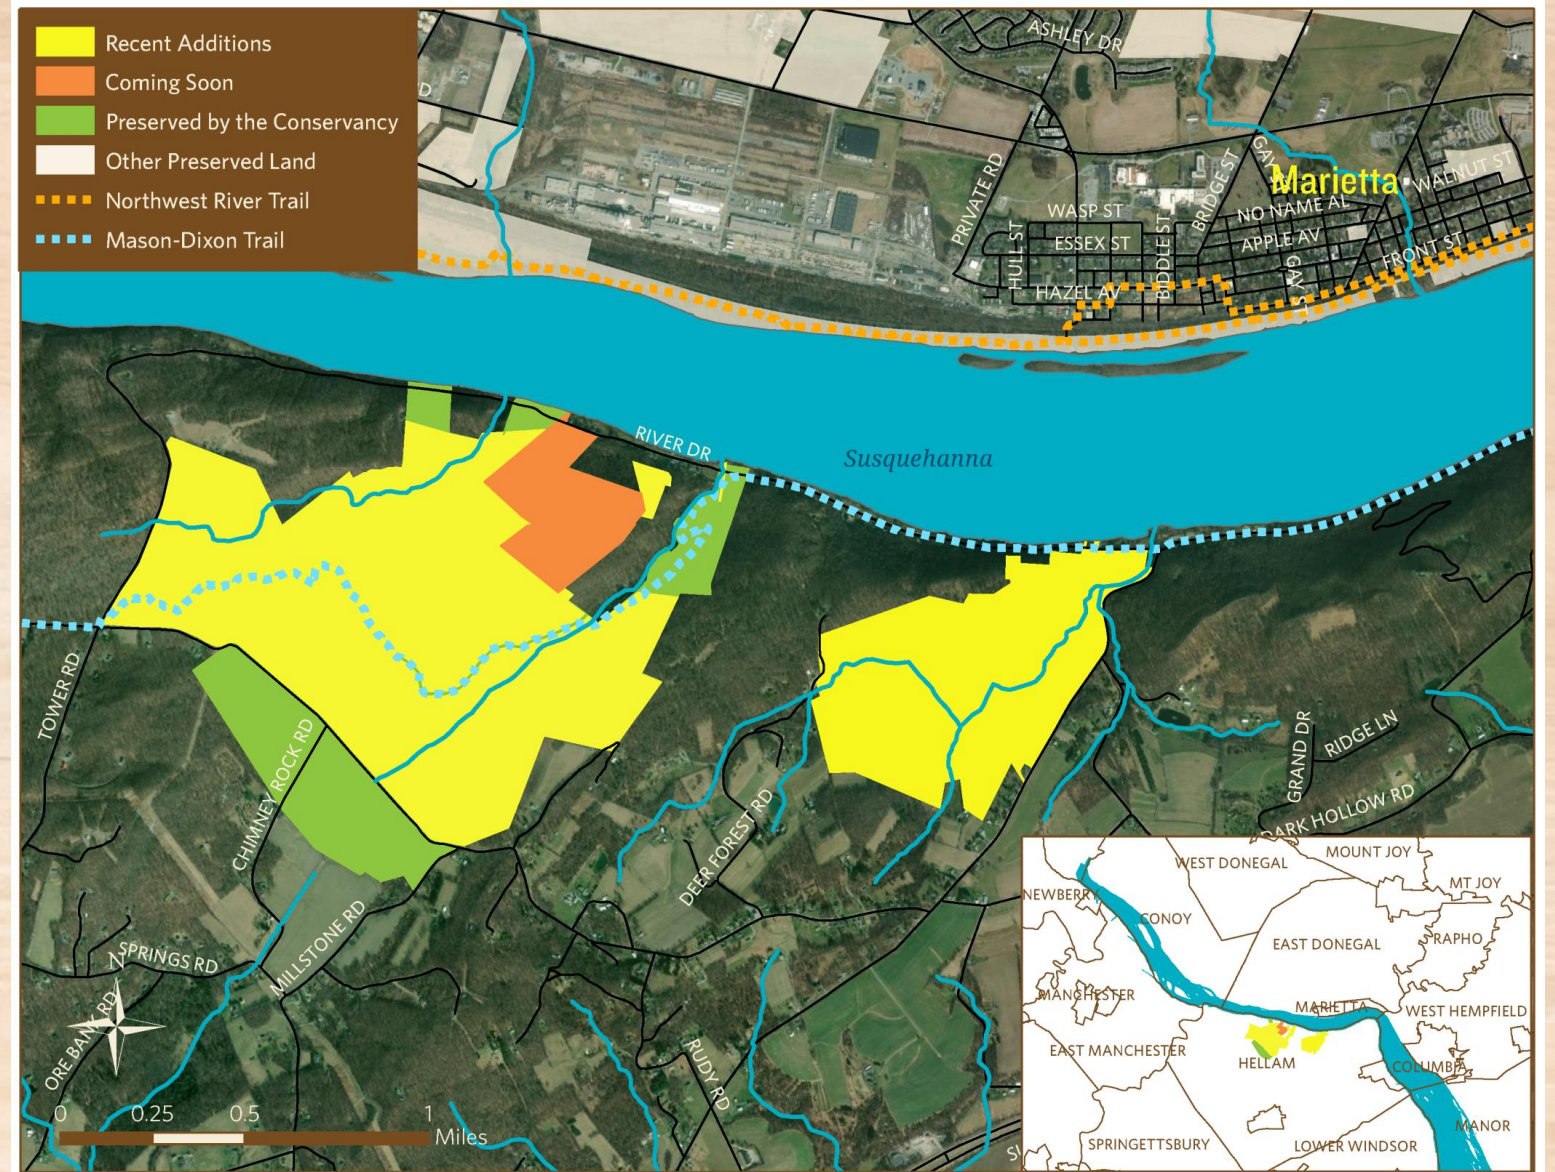 Recent Additions
Coming Soon
Preserved by the Conservancy
Other Preserved Land
Northwest River Trail
Mason-Dixon Trail
ASHLEY DR
D
PRIVATE RD
GAY
Marietta
WALNUT ST
BRIDGE ST
WASP ST
NO NAME AL
HULL ST
ESSEX ST
BIDDLE ST
APPLE AV
FRONT ST
GAY ST
HAZEL AV
RIVER DR
Susquehanna
TOWER RD
CHIMNEY ROCK RD
GRAND DR
RIDGE LN
DEER FOREST RD
DARK HOLLOW RD
MILLSTONE RD
SPRINGS RD
N
ORE BANK RD
RUDY RD
0 0.25 0.5 1
Miles
MOUNT JOY
WEST DONEGAL
MT JOY
NEWBERRY
CONOY
EAST DONEGAL
RAPHO
MANCHESTER
MARIETTA
WEST HEMPFIELD
EAST MANCHESTER
HELLAM
COLUMBIA
MANOR
SPRINGETTSBURY
LOWER WINDSOR